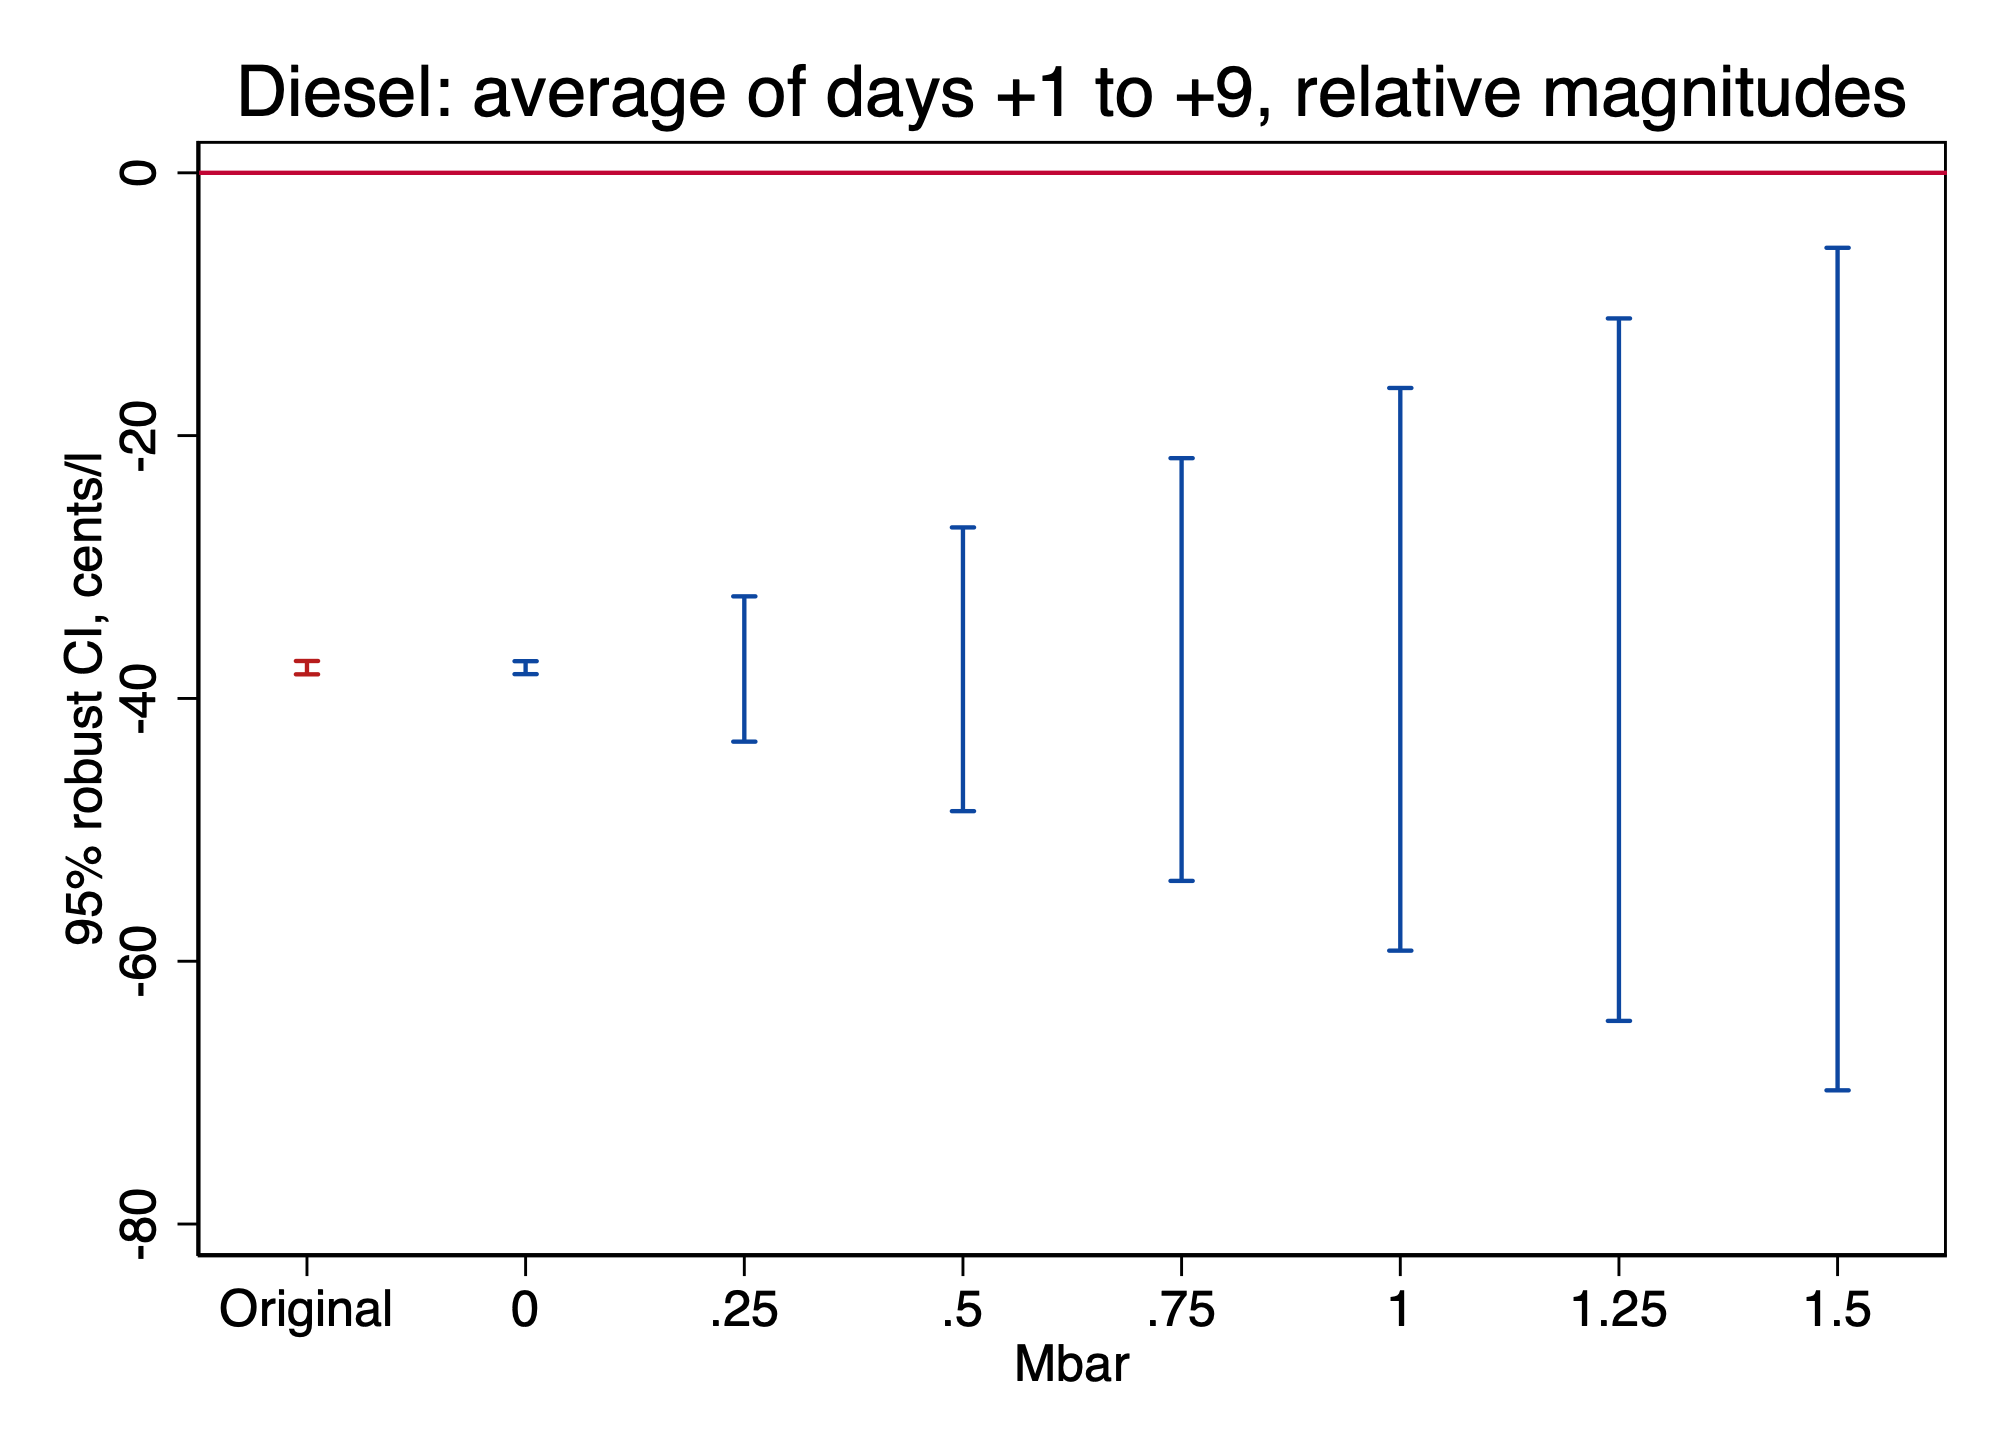 Diesel: average of days +1 to +9, relative magnitudes
95% robust CI, cents/l
0
-20
-40
-60
-80
Original 0 .25 .5 .75 1 1.25 1.5
Mbar